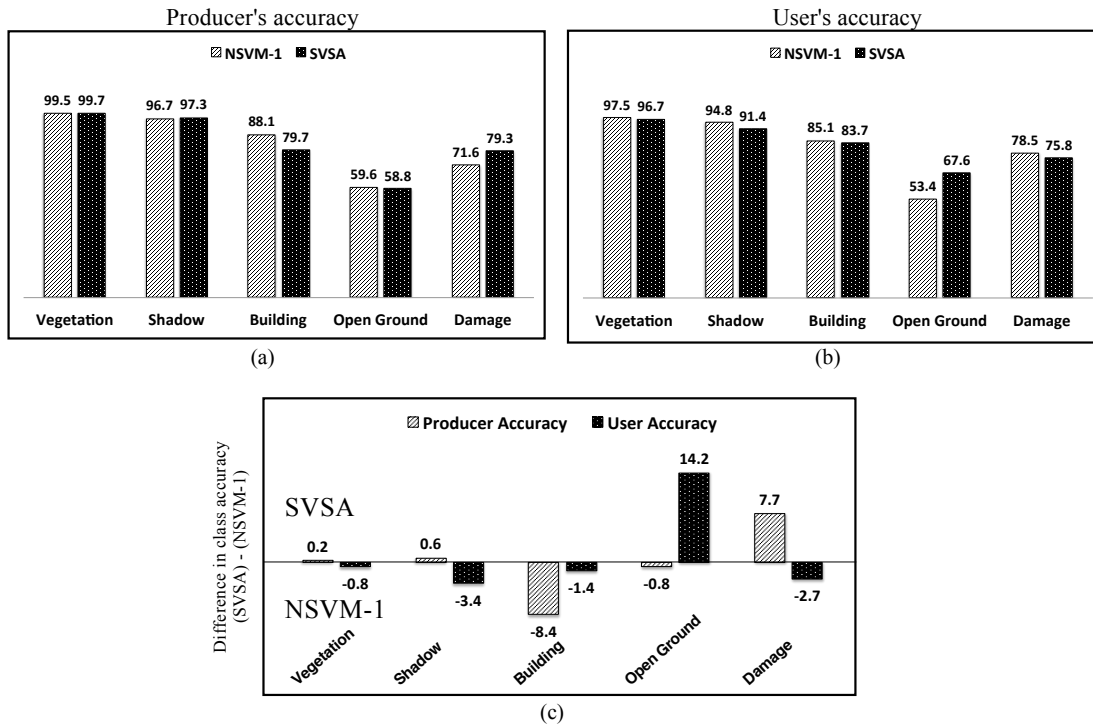 Producer's accuracy
NSVM-1 SVSA
99.5 99.7 96.7 97.3 88.1 79.7 59.6 58.8 71.6 79.3
Vegetation Shadow Building Open Ground Damage
(a)
User's accuracy
NSVM-1 SVSA
97.5 96.7 94.8 91.4 85.1 83.7 53.4 67.6 78.5 75.8
Vegetation Shadow Building Open Ground Damage
(b)
Difference in class accuracy
(SVSA) - (NSVM-1)
Producer Accuracy User Accuracy
SVSA
0.2 0.6 14.2 7.7
-0.8 -3.4 -8.4 -1.4 -0.8 -2.7
NSVM-1
Vegetation Shadow Building Open Ground Damage
(c)